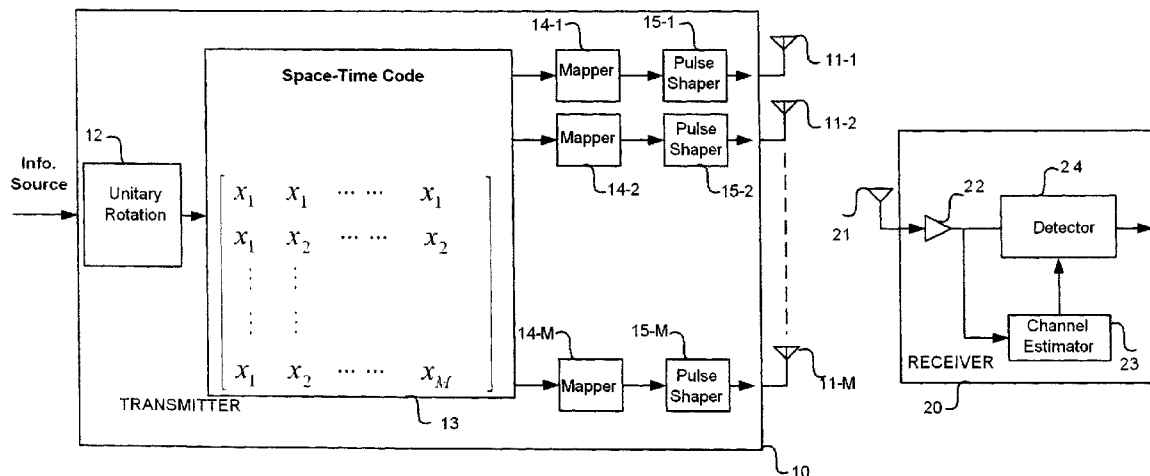 14-1
15-1
Mapper
Pulse
Shaper
11-1
Space-Time Code
12
Info.
Source
Unitary
Rotation
Mapper
Pulse
Shaper
11-2
14-2
15-2
x1 x1 ... ... x1
x1 x2 ... ... x2
x1 x2 ... ... xM
14-M
15-M
Mapper
Pulse
Shaper
11-M
TRANSMITTER
13
10
21
22
24
Detector
Channel
Estimator
23
RECEIVER
20